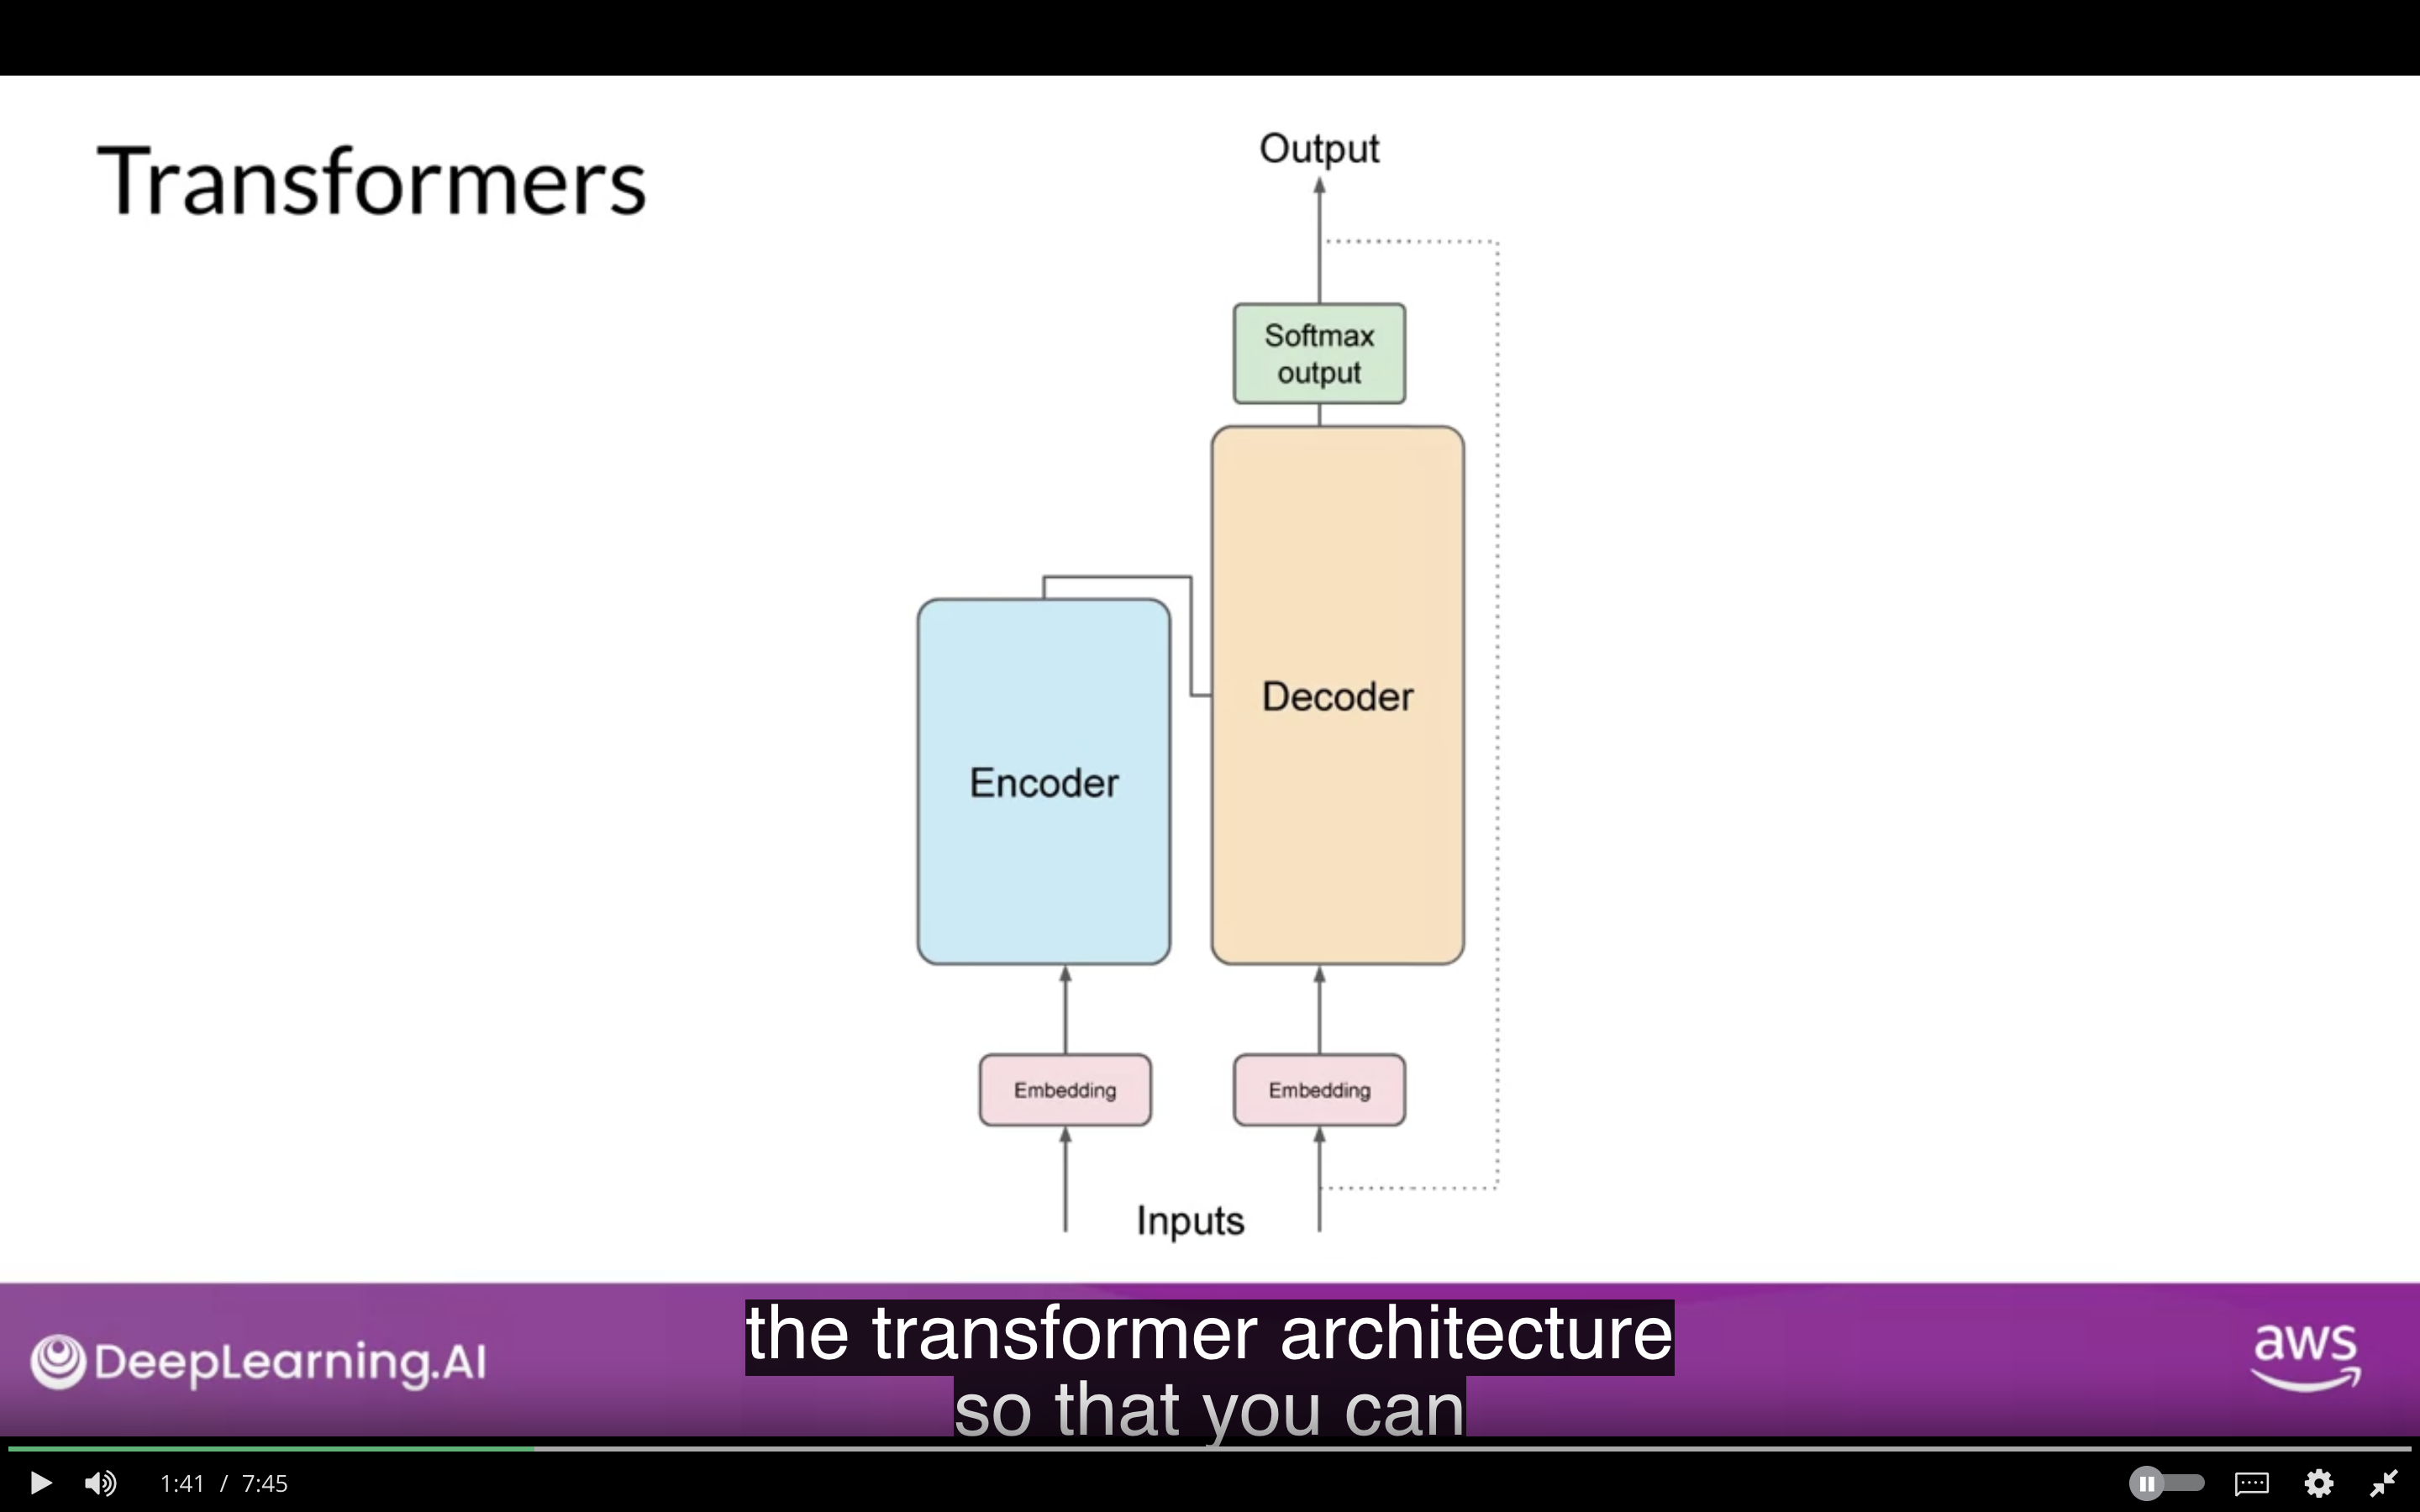 Transformers
Output
Softmax
output
Decoder
Encoder
Embedding
Embedding
Inputs
DeepLearning.AI
the transformer architecture
so that you can
aws
1:41 / 7:45